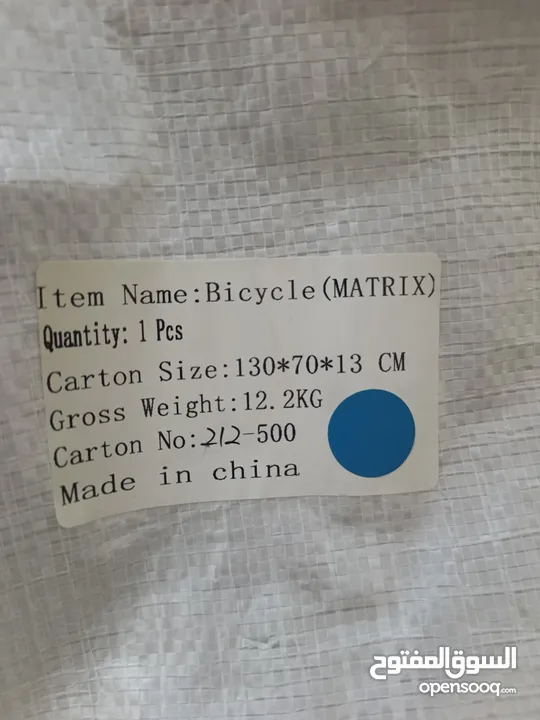 Item Name:Bicycle(MATRIX)
Quantity: 1 Pcs
Carton Size:130*70*13 CM
Gross Weight:12.2KG
Carton No:212-500
Made in china
السوق المفتوح
opensooq.com